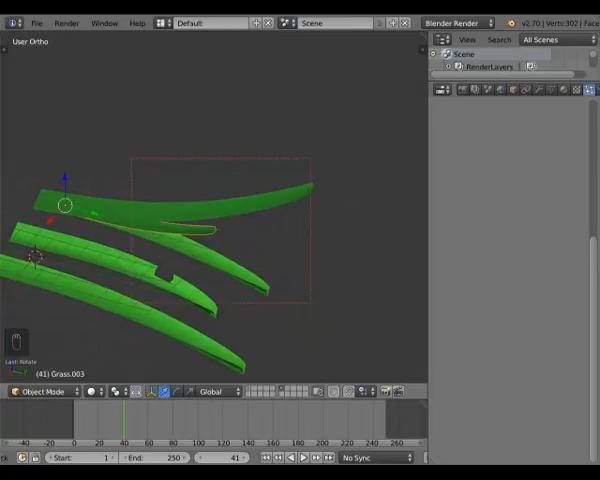 File Render Window Help Default Scene Blender Render v2.70 | Verts:302 | Face
User Ortho
View Search All Scenes
Scene
RenderLayers
Last: Rotate
(41) Grass.003
Object Mode Global
-40 -20 0 20 40 60 80 100 120 140 160 180 200 220 240 260
ck Start: 1 End: 250 41 No Sync